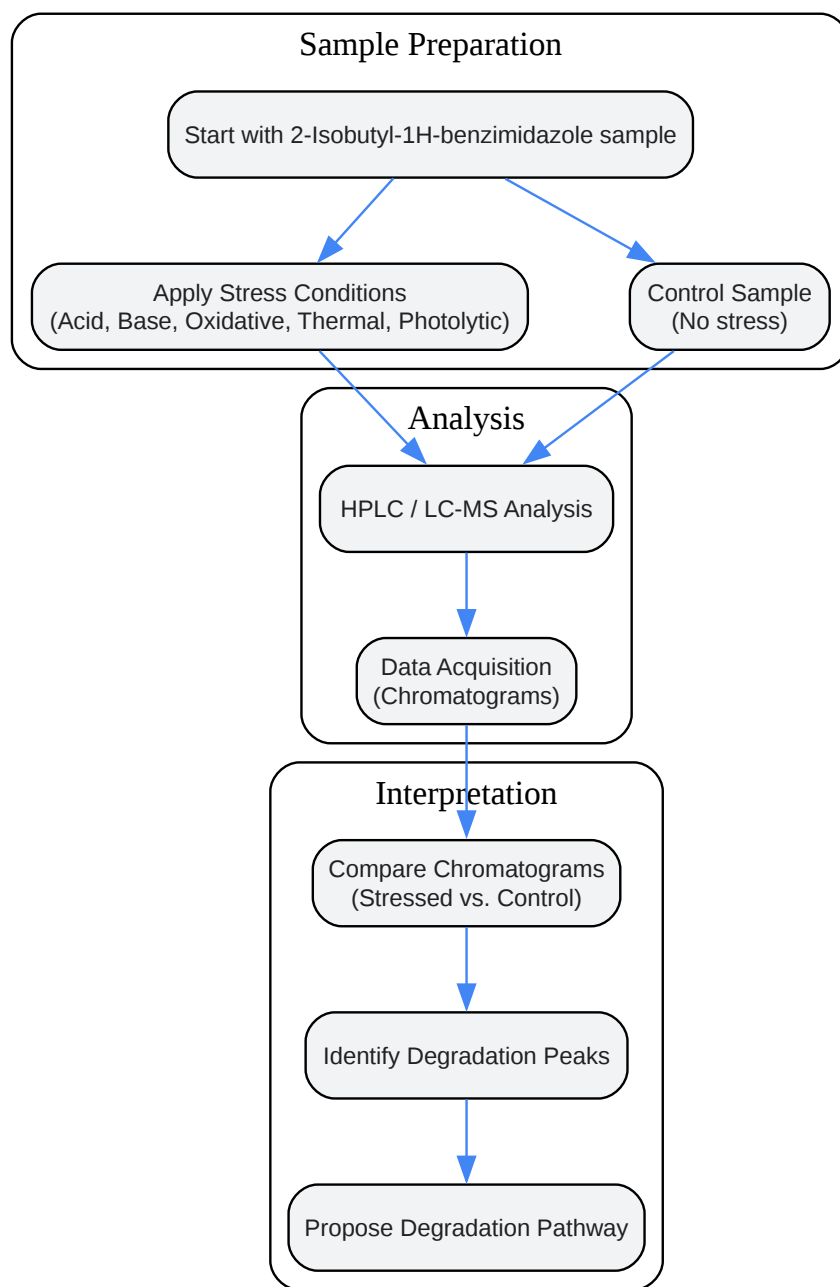 Sample Preparation
Start with 2-Isobutyl-1H-benzimidazole sample
Apply Stress Conditions
(Acid, Base, Oxidative, Thermal, Photolytic)
Control Sample
(No stress)
Analysis
HPLC / LC-MS Analysis
Data Acquisition
(Chromatograms)
Interpretation
Compare Chromatograms
(Stressed vs. Control)
Identify Degradation Peaks
Propose Degradation Pathway